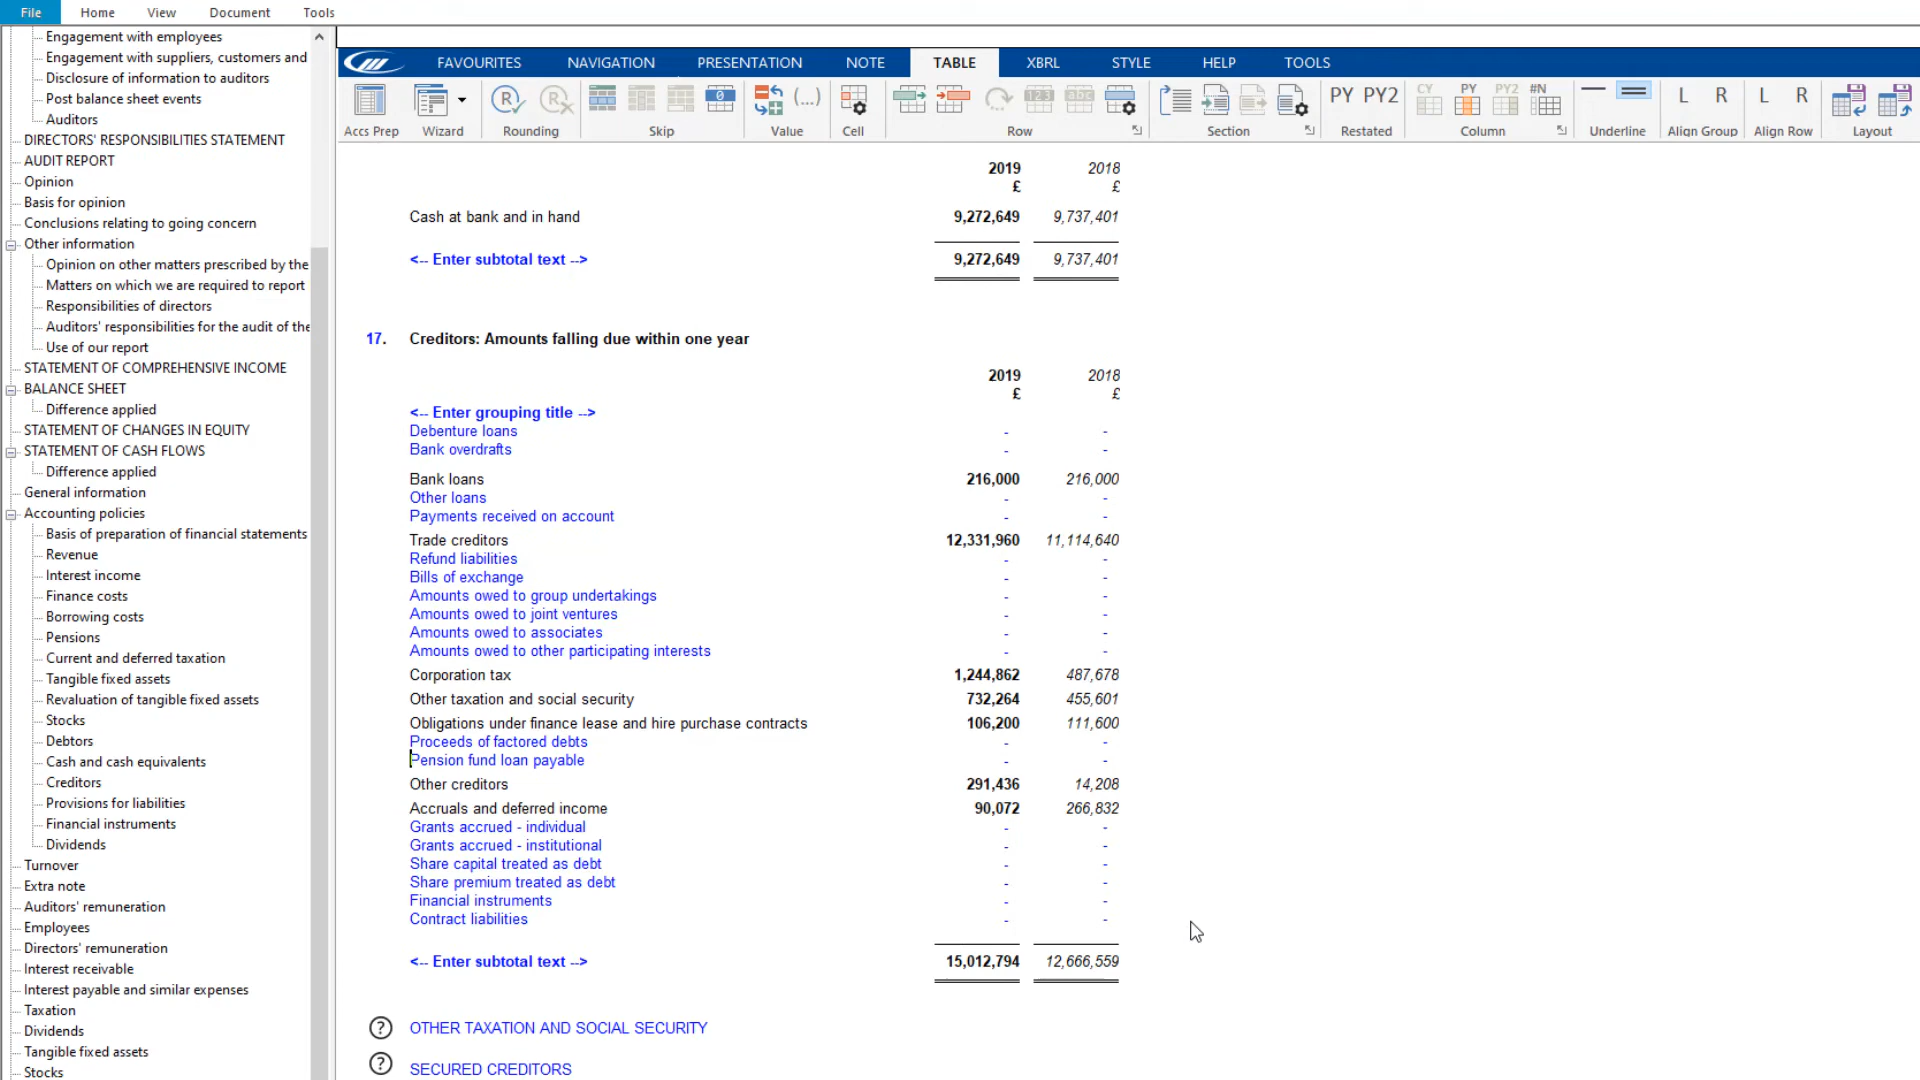 File Home View Document Tools
Engagement with employees
Engagement with suppliers, customers and
Disclosure of information to auditors
Post balance sheet events
Auditors
DIRECTORS' RESPONSIBILITIES STATEMENT
AUDIT REPORT
Opinion
Basis for opinion
Conclusions relating to going concern
Other information
Opinion on other matters prescribed by the
Matters on which we are required to report
Responsibilities of directors
Auditors' responsibilities for the audit of the
Use of our report
STATEMENT OF COMPREHENSIVE INCOME
BALANCE SHEET
Difference applied
STATEMENT OF CHANGES IN EQUITY
STATEMENT OF CASH FLOWS
Difference applied
General information
Accounting policies
Basis of preparation of financial statements
Revenue
Interest income
Finance costs
Borrowing costs
Pensions
Current and deferred taxation
Tangible fixed assets
Revaluation of tangible fixed assets
Stocks
Debtors
Cash and cash equivalents
Creditors
Provisions for liabilities
Financial instruments
Dividends
Turnover
Extra note
Auditors' remuneration
Employees
Directors' remuneration
Interest receivable
Interest payable and similar expenses
Taxation
Dividends
Tangible fixed assets
Stocks
FAVOURITES NAVIGATION PRESENTATION NOTE TABLE XBRL STYLE HELP TOOLS
R R 0 (...) 123 abc PY PY2 CY PY PY2 #N L R L R
Accs Prep Wizard Rounding Skip Value Cell Row Section Restated Column Underline Align Group Align Row Layout
2019 2018
£ £
Cash at bank and in hand 9,272,649 9,737,401
<-- Enter subtotal text --> 9,272,649 9,737,401
17. Creditors: Amounts falling due within one year
2019 2018
£ £
<-- Enter grouping title -->
Debenture loans - -
Bank overdrafts - -
Bank loans 216,000 216,000
Other loans - -
Payments received on account - -
Trade creditors 12,331,960 11,114,640
Refund liabilities - -
Bills of exchange - -
Amounts owed to group undertakings - -
Amounts owed to joint ventures - -
Amounts owed to associates - -
Amounts owed to other participating interests - -
Corporation tax 1,244,862 487,678
Other taxation and social security 732,264 455,601
Obligations under finance lease and hire purchase contracts 106,200 111,600
Proceeds of factored debts - -
Pension fund loan payable - -
Other creditors 291,436 14,208
Accruals and deferred income 90,072 266,832
Grants accrued - individual - -
Grants accrued - institutional - -
Share capital treated as debt - -
Share premium treated as debt - -
Financial instruments - -
Contract liabilities - -
<-- Enter subtotal text --> 15,012,794 12,666,559
? OTHER TAXATION AND SOCIAL SECURITY
? SECURED CREDITORS